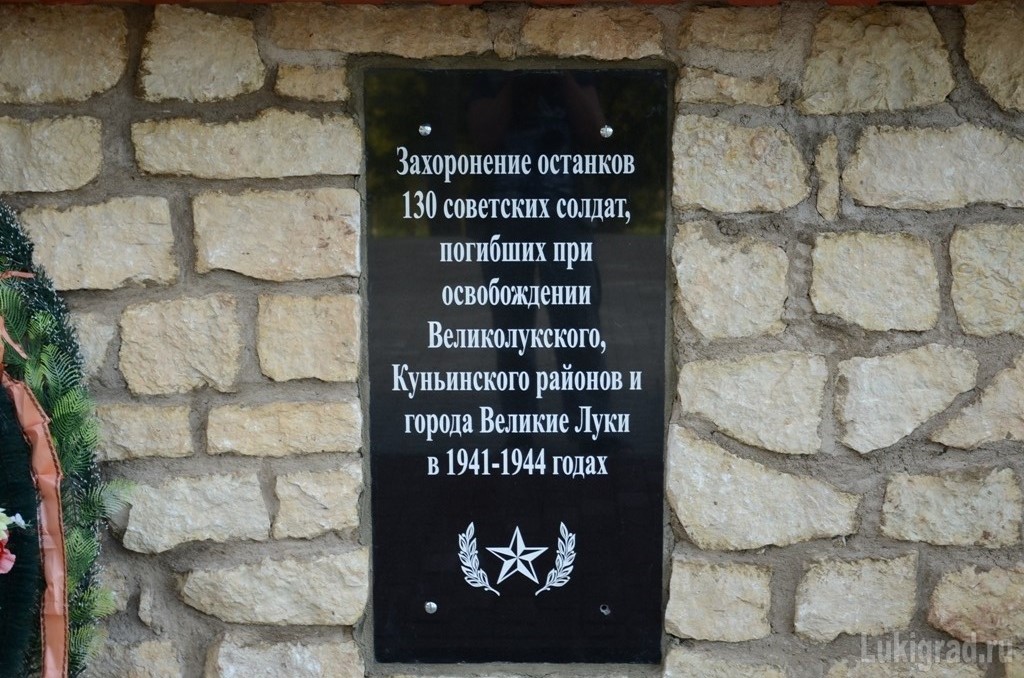 Захоронение останков
130 советских солдат,
погибших при
освобождении
Великолукского,
Куньинского районов и
города Великие Луки
в 1941-1944 годах
Lukigrad.ru